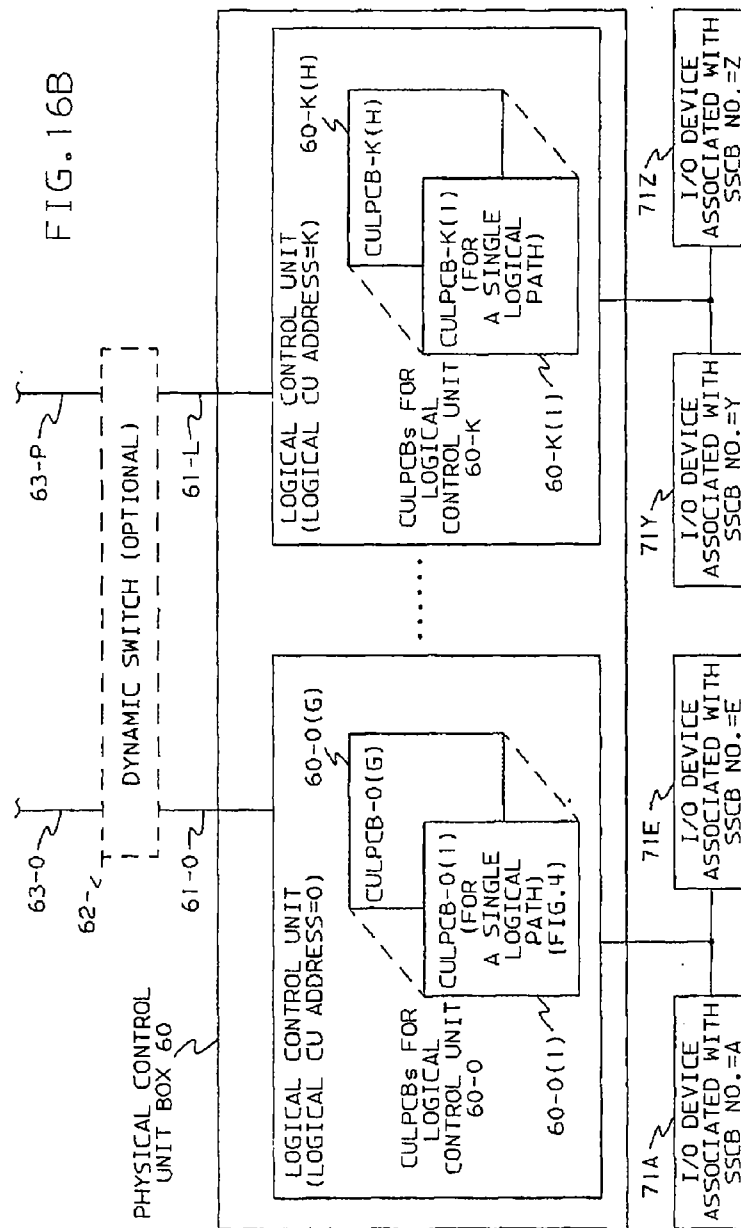 FIG.16B
63-0
63-P
62
DYNAMIC SWITCH (OPTIONAL)
61-0
61-L
PHYSICAL CONTROL
UNIT BOX 60
LOGICAL CONTROL UNIT
(LOGICAL CU ADDRESS=0)
CULPCBs FOR
LOGICAL
CONTROL UNIT
60-0
60-0(G)
CULPCB-0(G)
CULPCB-0(1)
(FOR
A SINGLE
LOGICAL
PATH)
(FIG.4)
60-0(1)
......
LOGICAL CONTROL UNIT
(LOGICAL CU ADDRESS=K)
CULPCBs FOR
LOGICAL
CONTROL UNIT
60-K
60-K(H)
CULPCB-K(H)
CULPCB-K(1)
(FOR
A SINGLE
LOGICAL
PATH)
60-K(1)
71A
I/O DEVICE
ASSOCIATED WITH
SSCB NO.=A
71E
I/O DEVICE
ASSOCIATED WITH
SSCB NO.=E
71Y
I/O DEVICE
ASSOCIATED WITH
SSCB NO.=Y
71Z
I/O DEVICE
ASSOCIATED WITH
SSCB NO.=Z